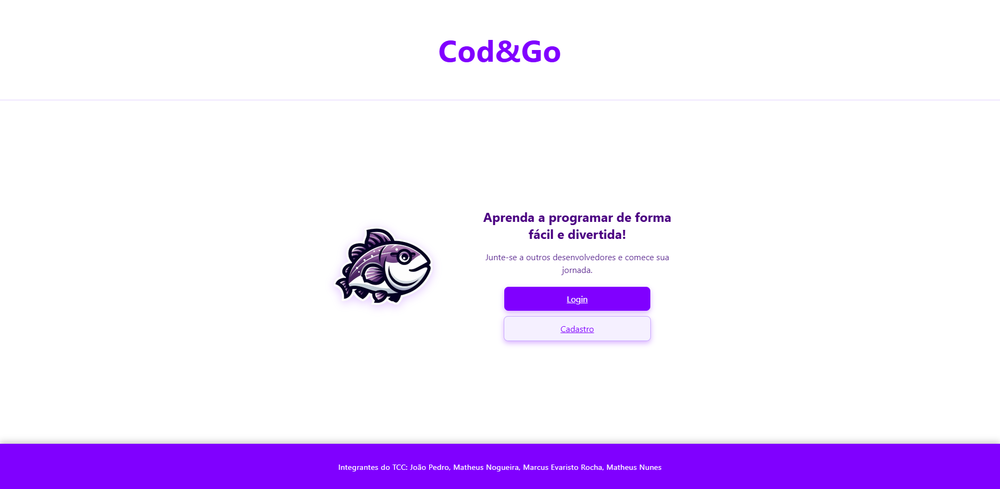 Cod&Go
Aprenda a programar de forma
fácil e divertida!
Junte-se a outros desenvolvedores e comece sua
jornada.
Login
Cadastro
Integrantes do TCC: João Pedro, Matheus Nogueira, Marcus Evaristo Rocha, Matheus Nunes